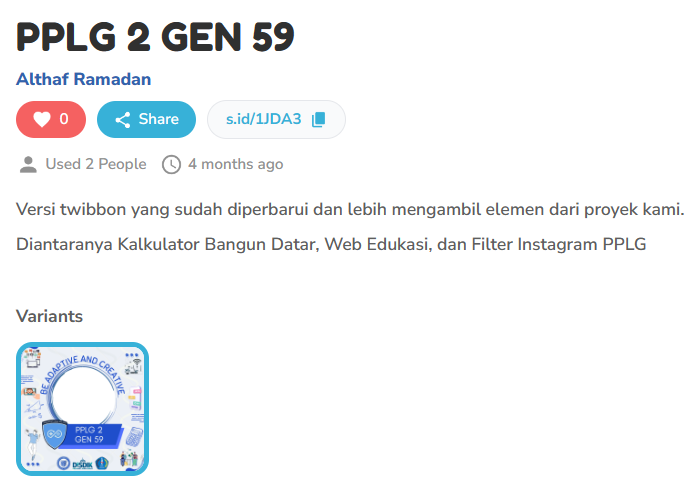 PPLG 2 GEN 59
Althaf Ramadan
0
Share
s.id/1JDA3
Used 2 People
4 months ago
Versi twibbon yang sudah diperbarui dan lebih mengambil elemen dari proyek kami.
Diantaranya Kalkulator Bangun Datar, Web Edukasi, dan Filter Instagram PPLG
Variants
BE ADAPTIVE AND CREATIVE
PPLG 2
GEN 59
DISDIK